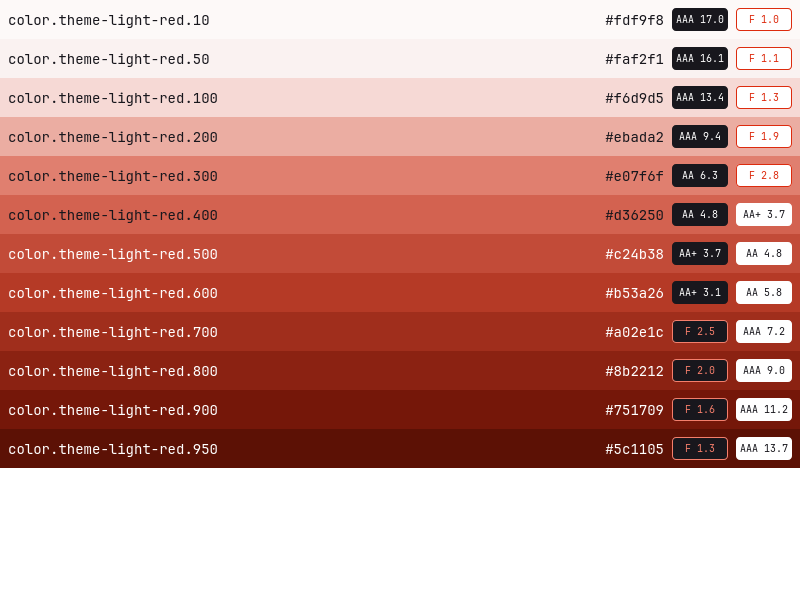 color.theme-light-red.10 #fdf9f8 AAA 17.0 F 1.0
color.theme-light-red.50 #faf2f1 AAA 16.1 F 1.1
color.theme-light-red.100 #f6d9d5 AAA 13.4 F 1.3
color.theme-light-red.200 #ebada2 AAA 9.4 F 1.9
color.theme-light-red.300 #e07f6f AA 6.3 F 2.8
color.theme-light-red.400 #d36250 AA 4.8 AA+ 3.7
color.theme-light-red.500 #c24b38 AA+ 3.7 AA 4.8
color.theme-light-red.600 #b53a26 AA+ 3.1 AA 5.8
color.theme-light-red.700 #a02e1c F 2.5 AAA 7.2
color.theme-light-red.800 #8b2212 F 2.0 AAA 9.0
color.theme-light-red.900 #751709 F 1.6 AAA 11.2
color.theme-light-red.950 #5c1105 F 1.3 AAA 13.7